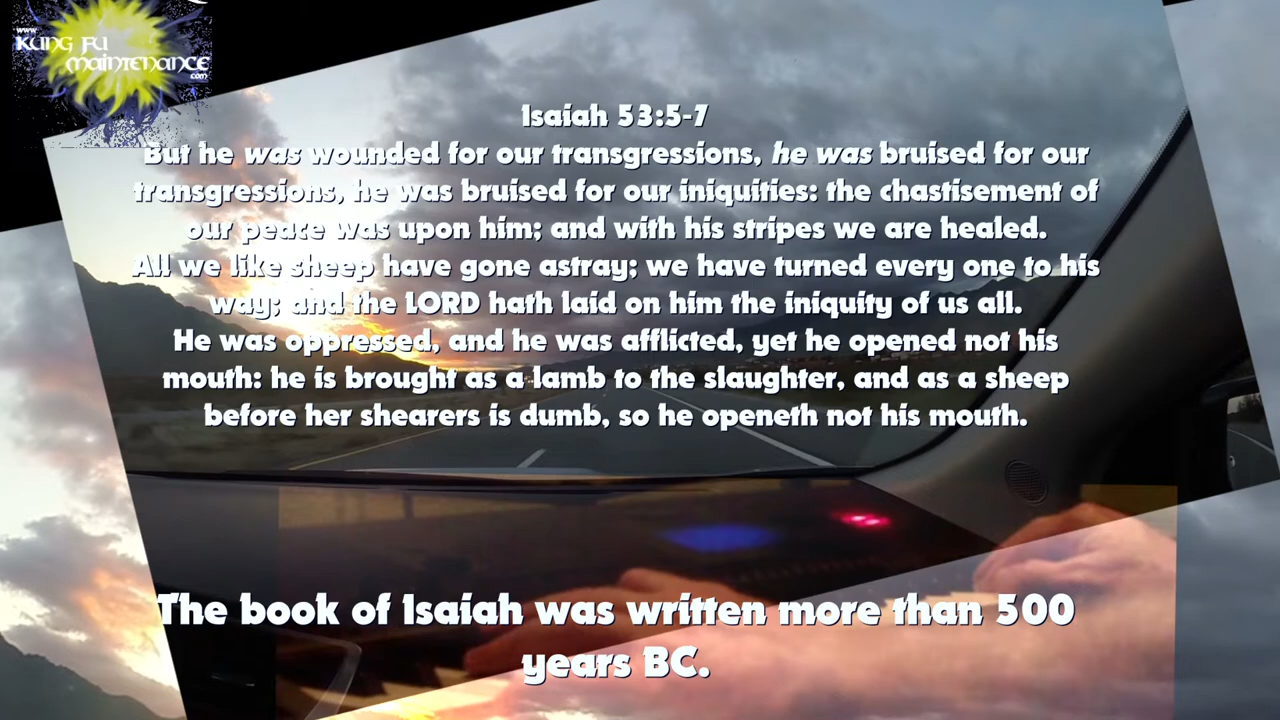 www.
KUNG FU
MAINTENANCE
.com
Isaiah 53:5-7
But he was wounded for our transgressions, he was bruised for our
transgressions, he was bruised for our iniquities: the chastisement of
our peace was upon him; and with his stripes we are healed.
All we like sheep have gone astray; we have turned every one to his
way; and the LORD hath laid on him the iniquity of us all.
He was oppressed, and he was afflicted, yet he opened not his
mouth: he is brought as a lamb to the slaughter, and as a sheep
before her shearers is dumb, so he openeth not his mouth.
The book of Isaiah was written more than 500
years BC.